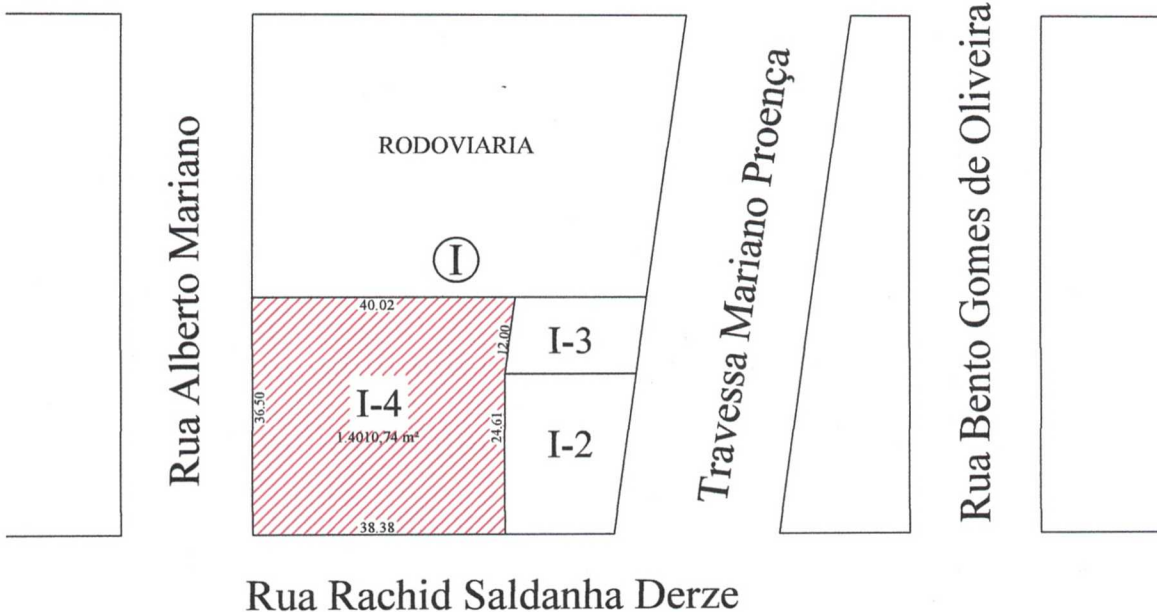 RODOVIARIA
I
Rua Alberto Mariano
40.02
12.00
I-3
36.50
I-4
1.4010,74 m²
24.61
I-2
38.38
Travessa Mariano Proença
Rua Bento Gomes de Oliveira
Rua Rachid Saldanha Derze